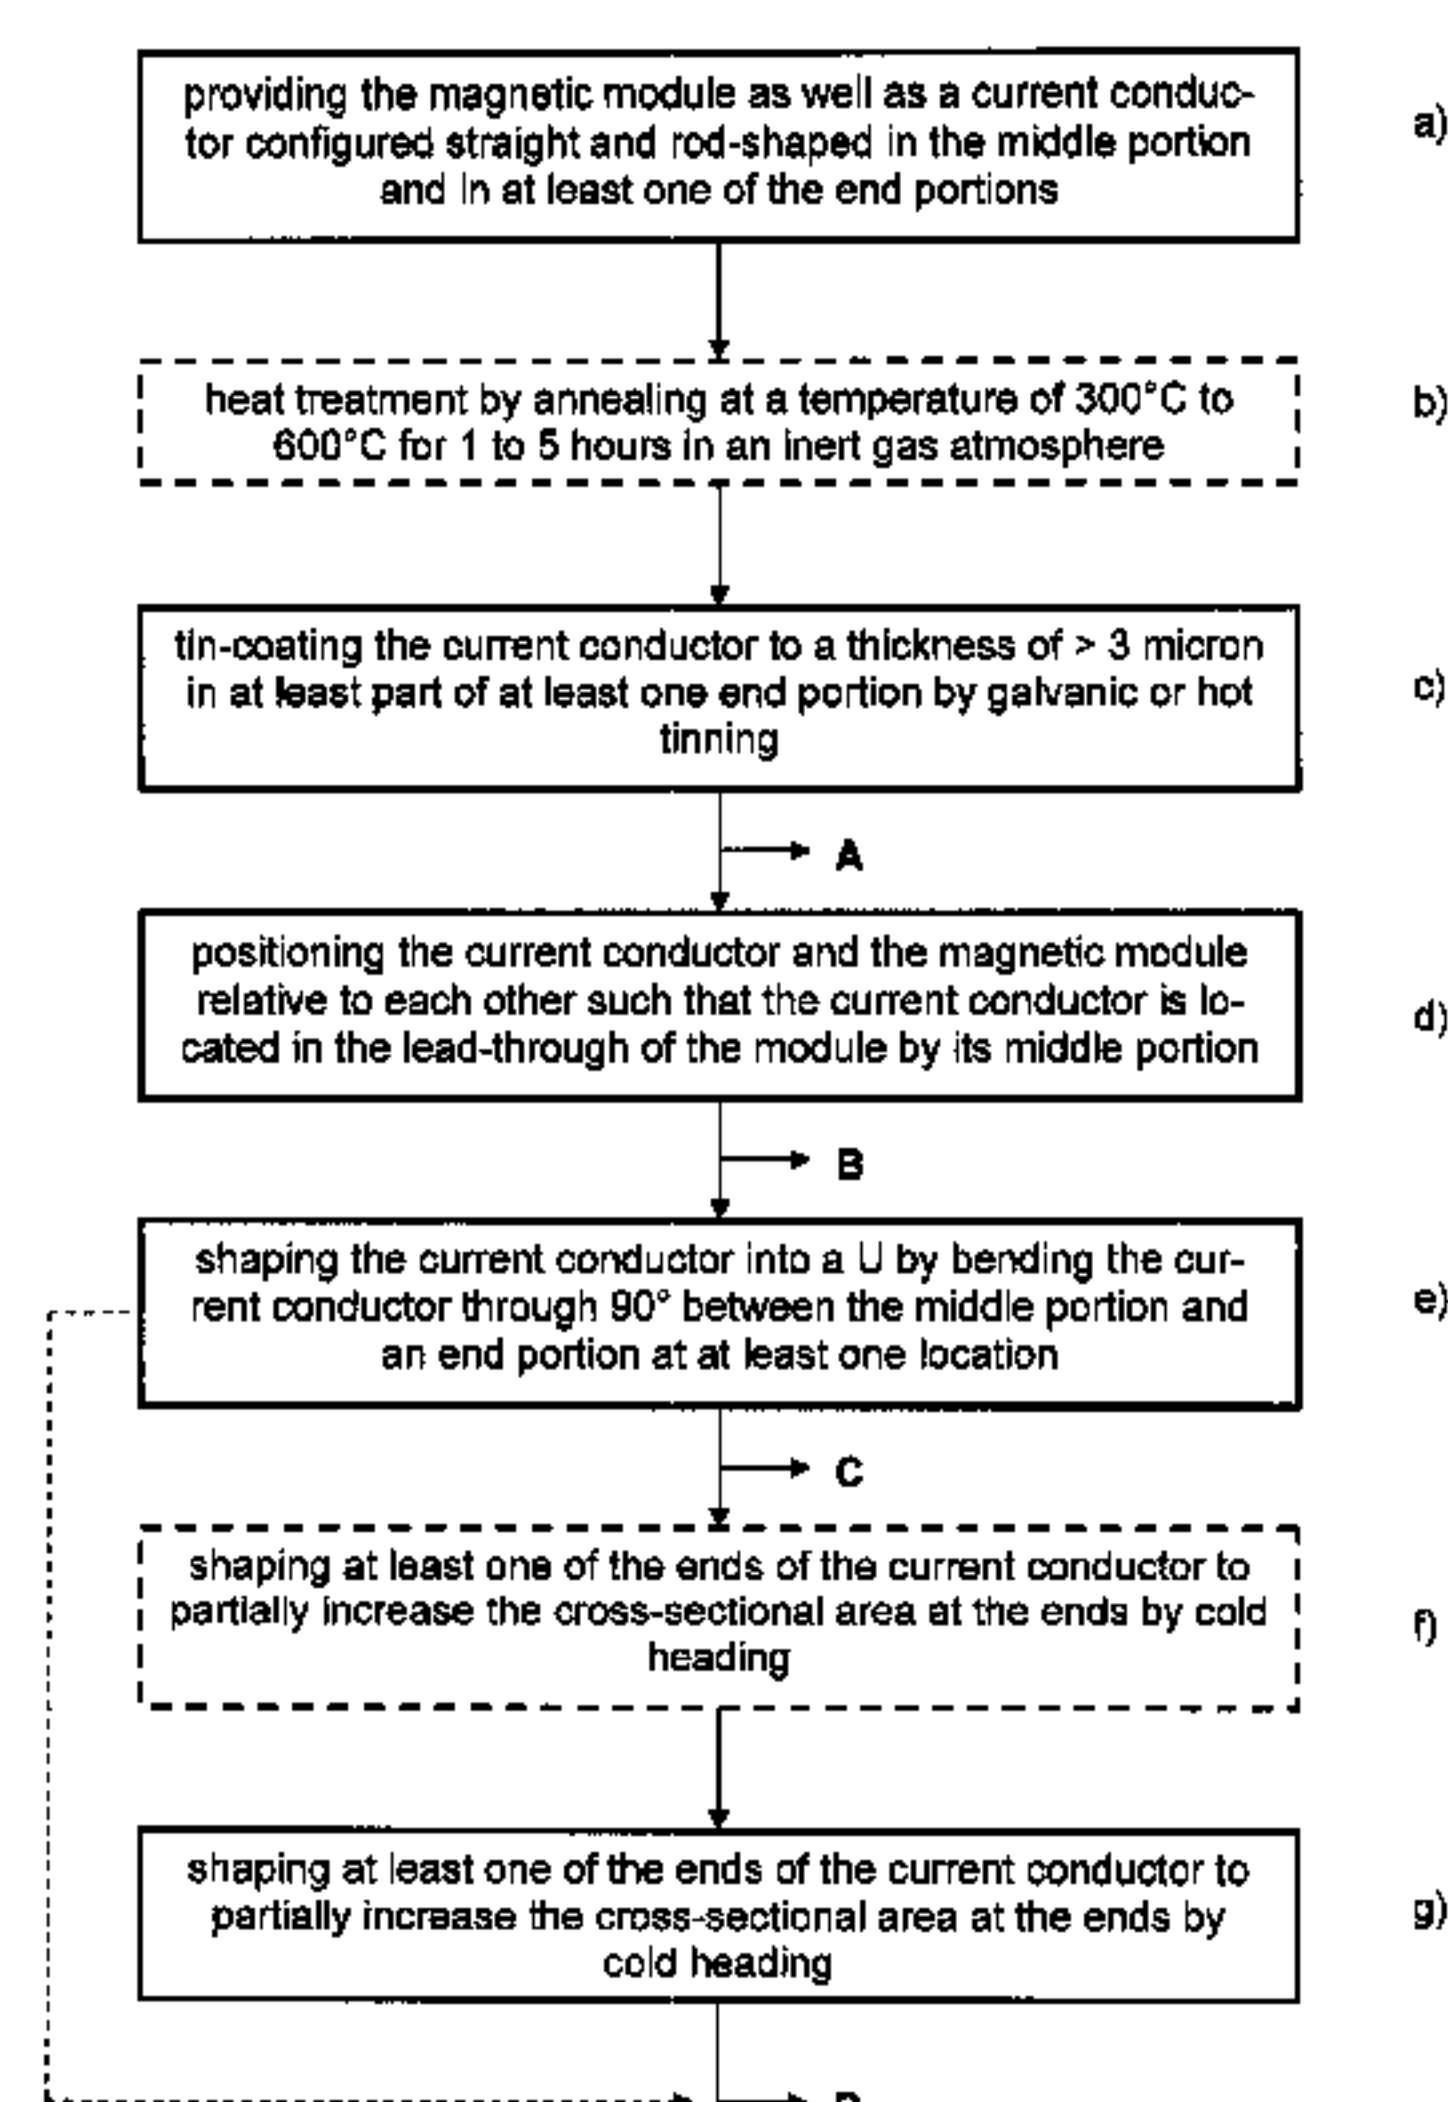 providing the magnetic module as well as a current conduc-
tor configured straight and rod-shaped in the middle portion
and in at least one of the end portions
a)
heat treatment by annealing at a temperature of 300°C to
600°C for 1 to 5 hours in an inert gas atmosphere
b)
tin-coating the current conductor to a thickness of > 3 micron
in at least part of at least one end portion by galvanic or hot
tinning
c)
A
positioning the current conductor and the magnetic module
relative to each other such that the current conductor is lo-
cated in the lead-through of the module by its middle portion
d)
B
shaping the current conductor into a U by bending the cur-
rent conductor through 90° between the middle portion and
an end portion at at least one location
e)
C
shaping at least one of the ends of the current conductor to
partially increase the cross-sectional area at the ends by cold
heading
f)
shaping at least one of the ends of the current conductor to
partially increase the cross-sectional area at the ends by
cold heading
g)